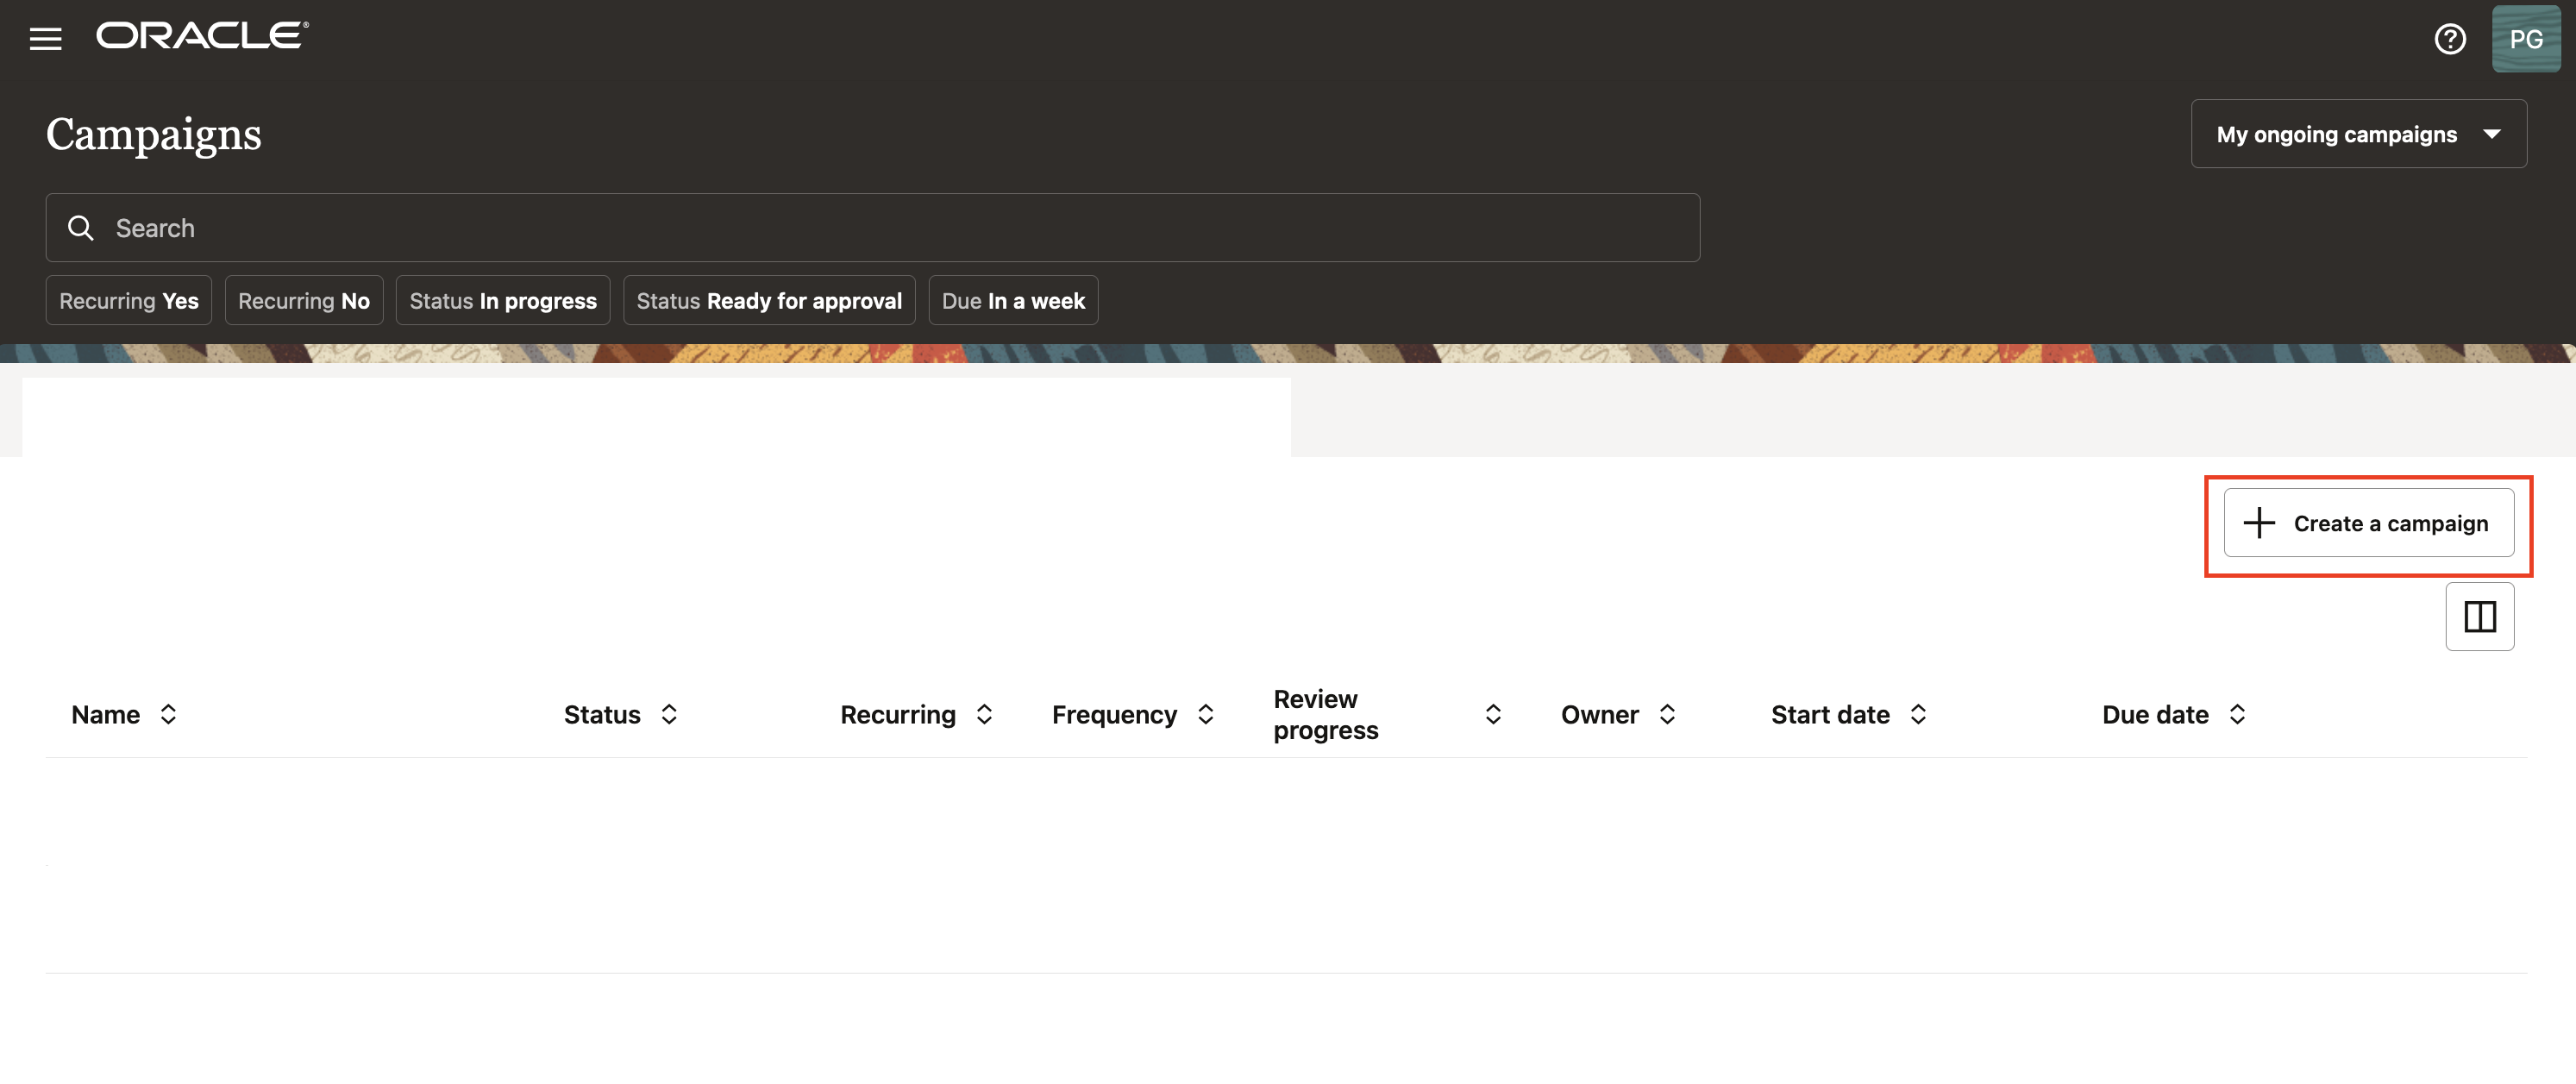 ORACLE®
PG
Campaigns
My ongoing campaigns
Search
Recurring Yes Recurring No Status In progress Status Ready for approval Due In a week
Create a campaign
Name Status Recurring Frequency Review progress Owner Start date Due date